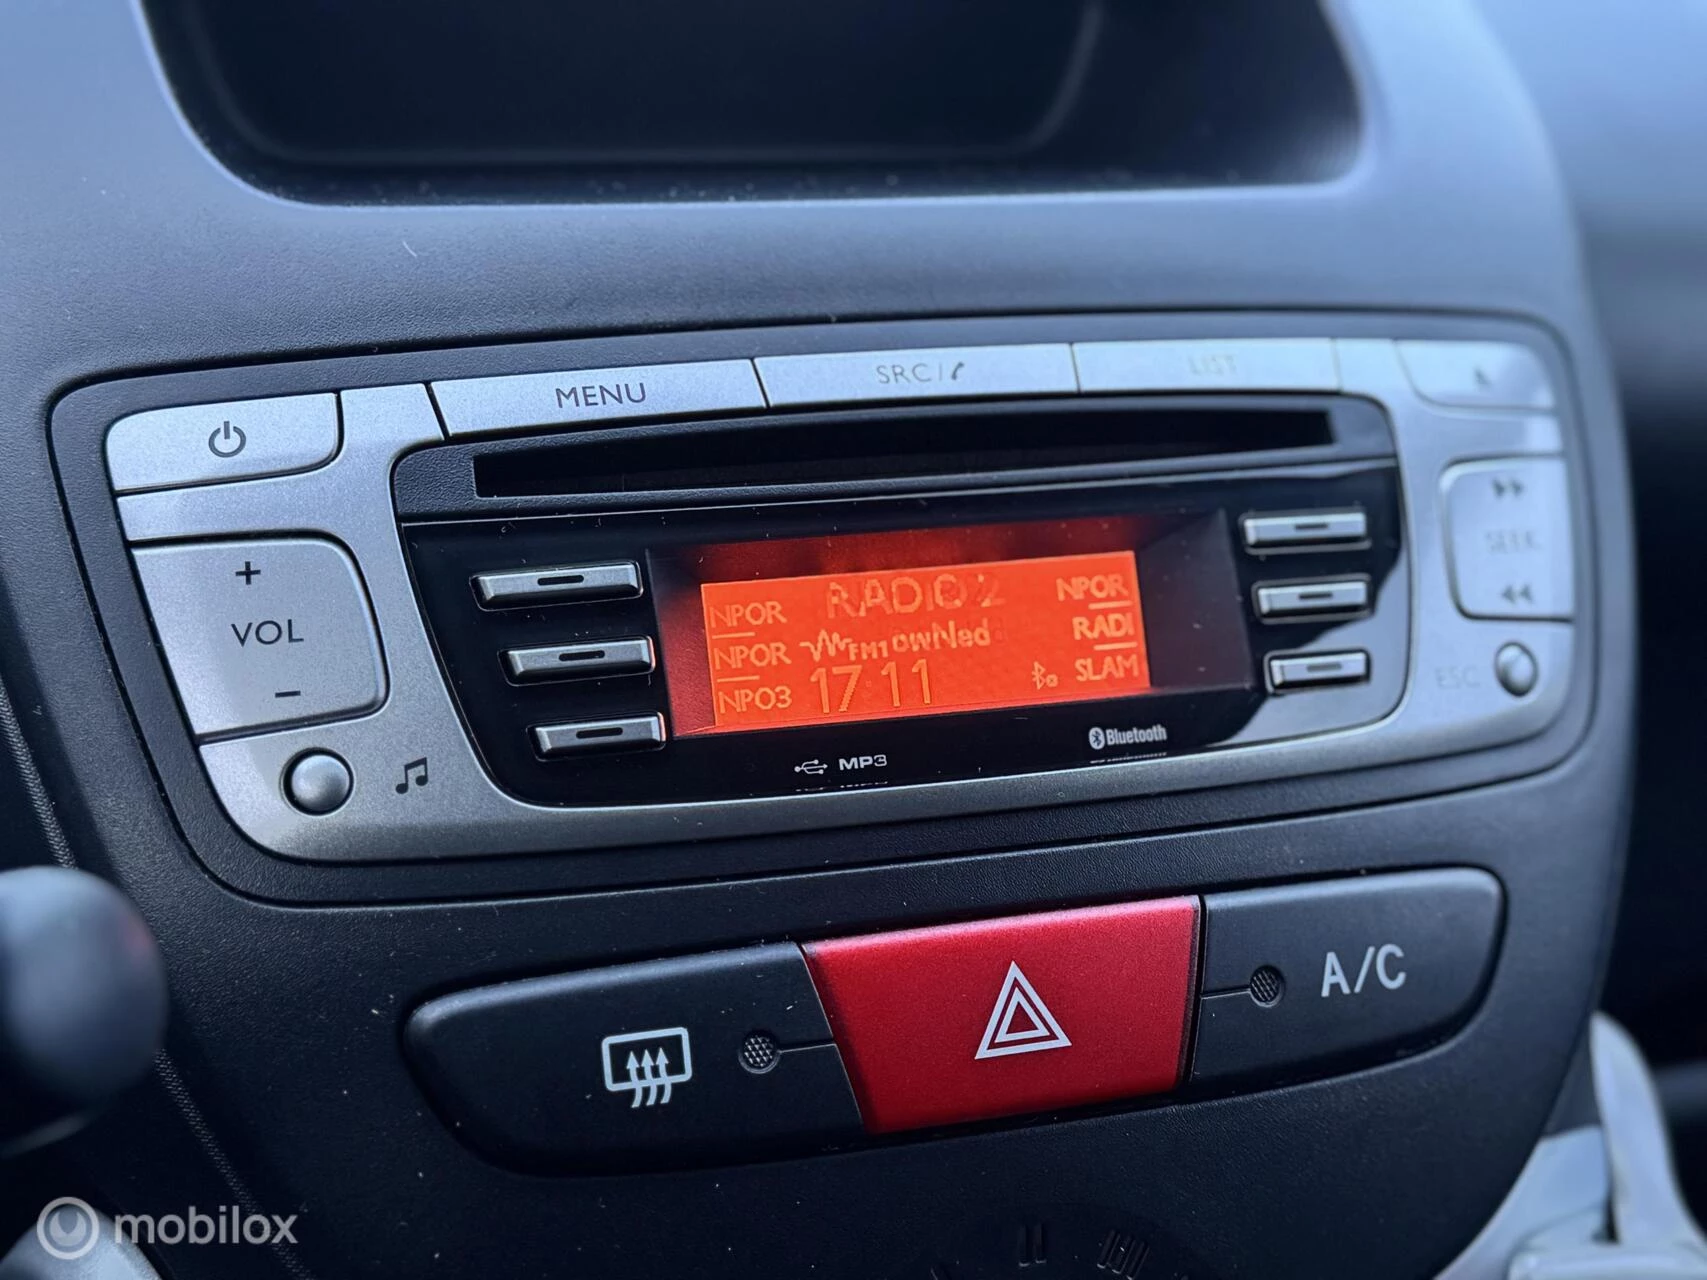 MENU
SRC/
LIST
+
VOL
-
SEEK
ESC
NPOR
RADIO 2
NPOR
NPOR
FM1
RADI
NPO3
17 11
SLAM
MP3
Bluetooth
A/C
mobilox